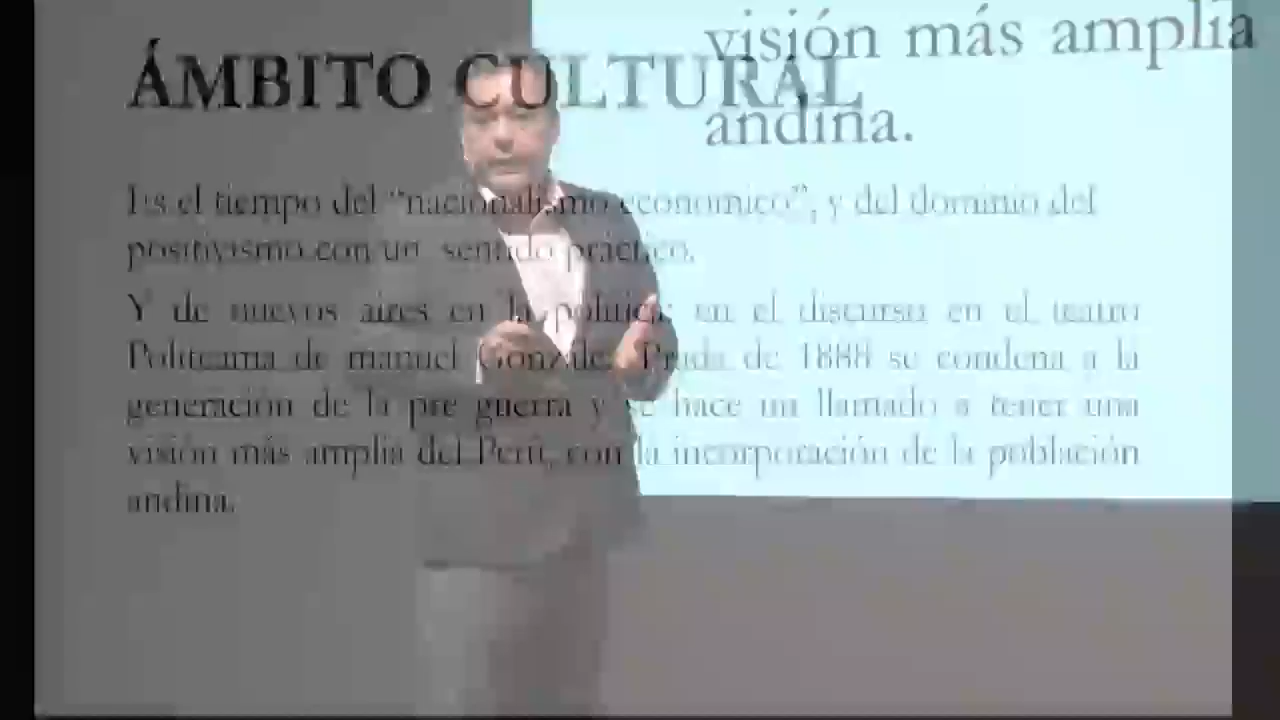 ÁMBITO CULTURAL
visión más amplia
andina.
Es el tiempo del “nacionalismo economico”, y del dominio del
positivismo con un sentido práctico.
Y de nuevos aires en la política: en el discurso en el teatro
Politeama de manuel Gonzáles Prada de 1888 se condena a la
generación de la pre guerra y se hace un llamado a tener una
visión más amplia del Perú, con la incorporación de la población
andina.